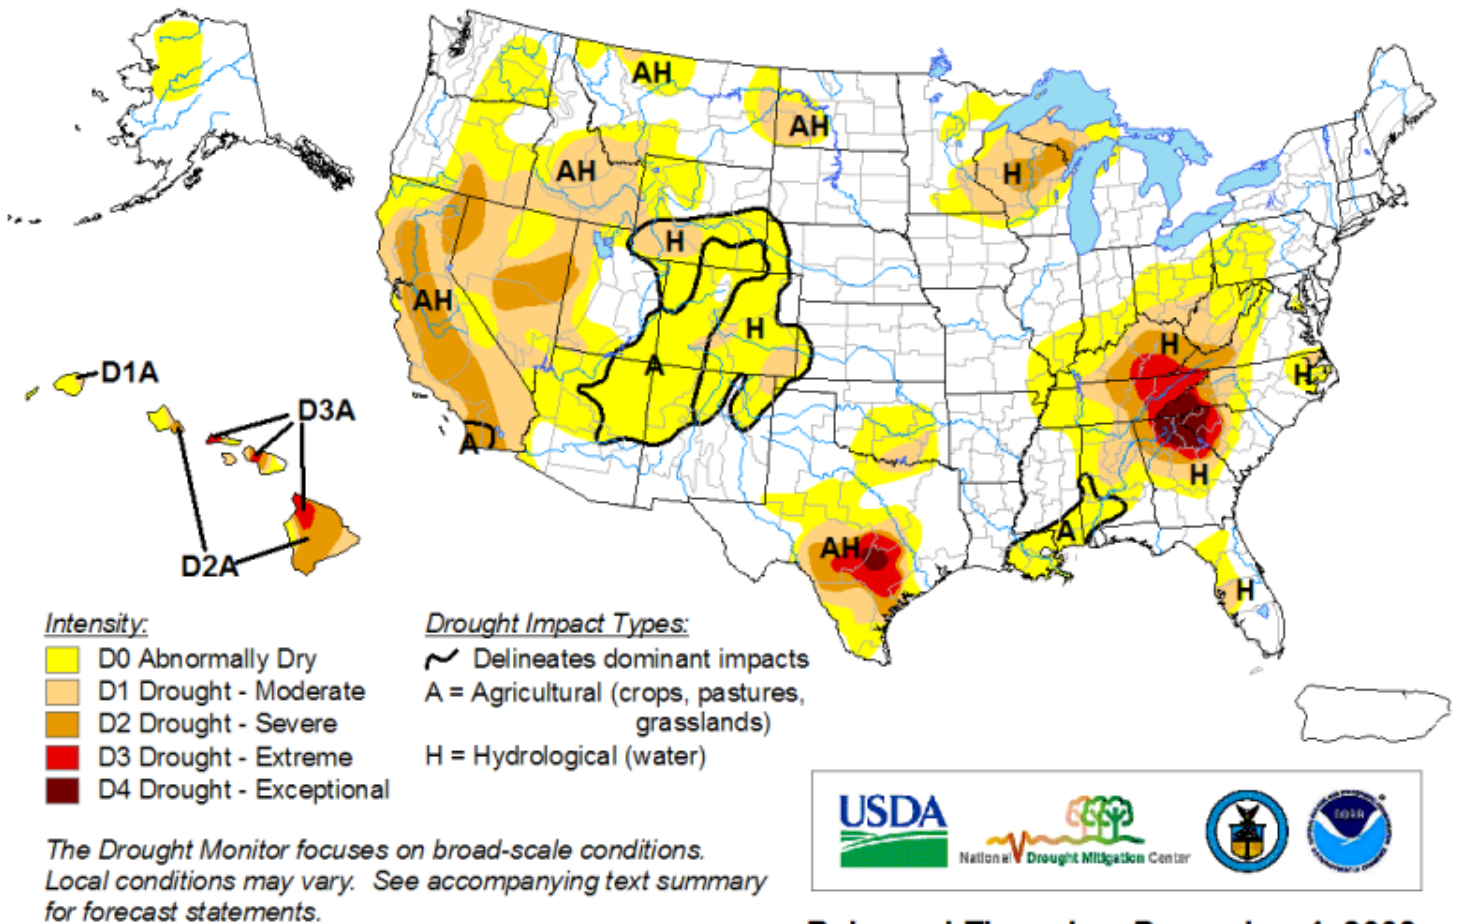 AH
AH
AH
H
H
AH
H
H
A
H
H
A
H
AH
A
H
D1A
D3A
D2A
Intensity:
D0 Abnormally Dry
D1 Drought - Moderate
D2 Drought - Severe
D3 Drought - Extreme
D4 Drought - Exceptional
Drought Impact Types:
Delineates dominant impacts
A = Agricultural (crops, pastures,
grasslands)
H = Hydrological (water)
The Drought Monitor focuses on broad-scale conditions.
Local conditions may vary. See accompanying text summary
for forecast statements.
USDA
National Drought Mitigation Center
NOAA